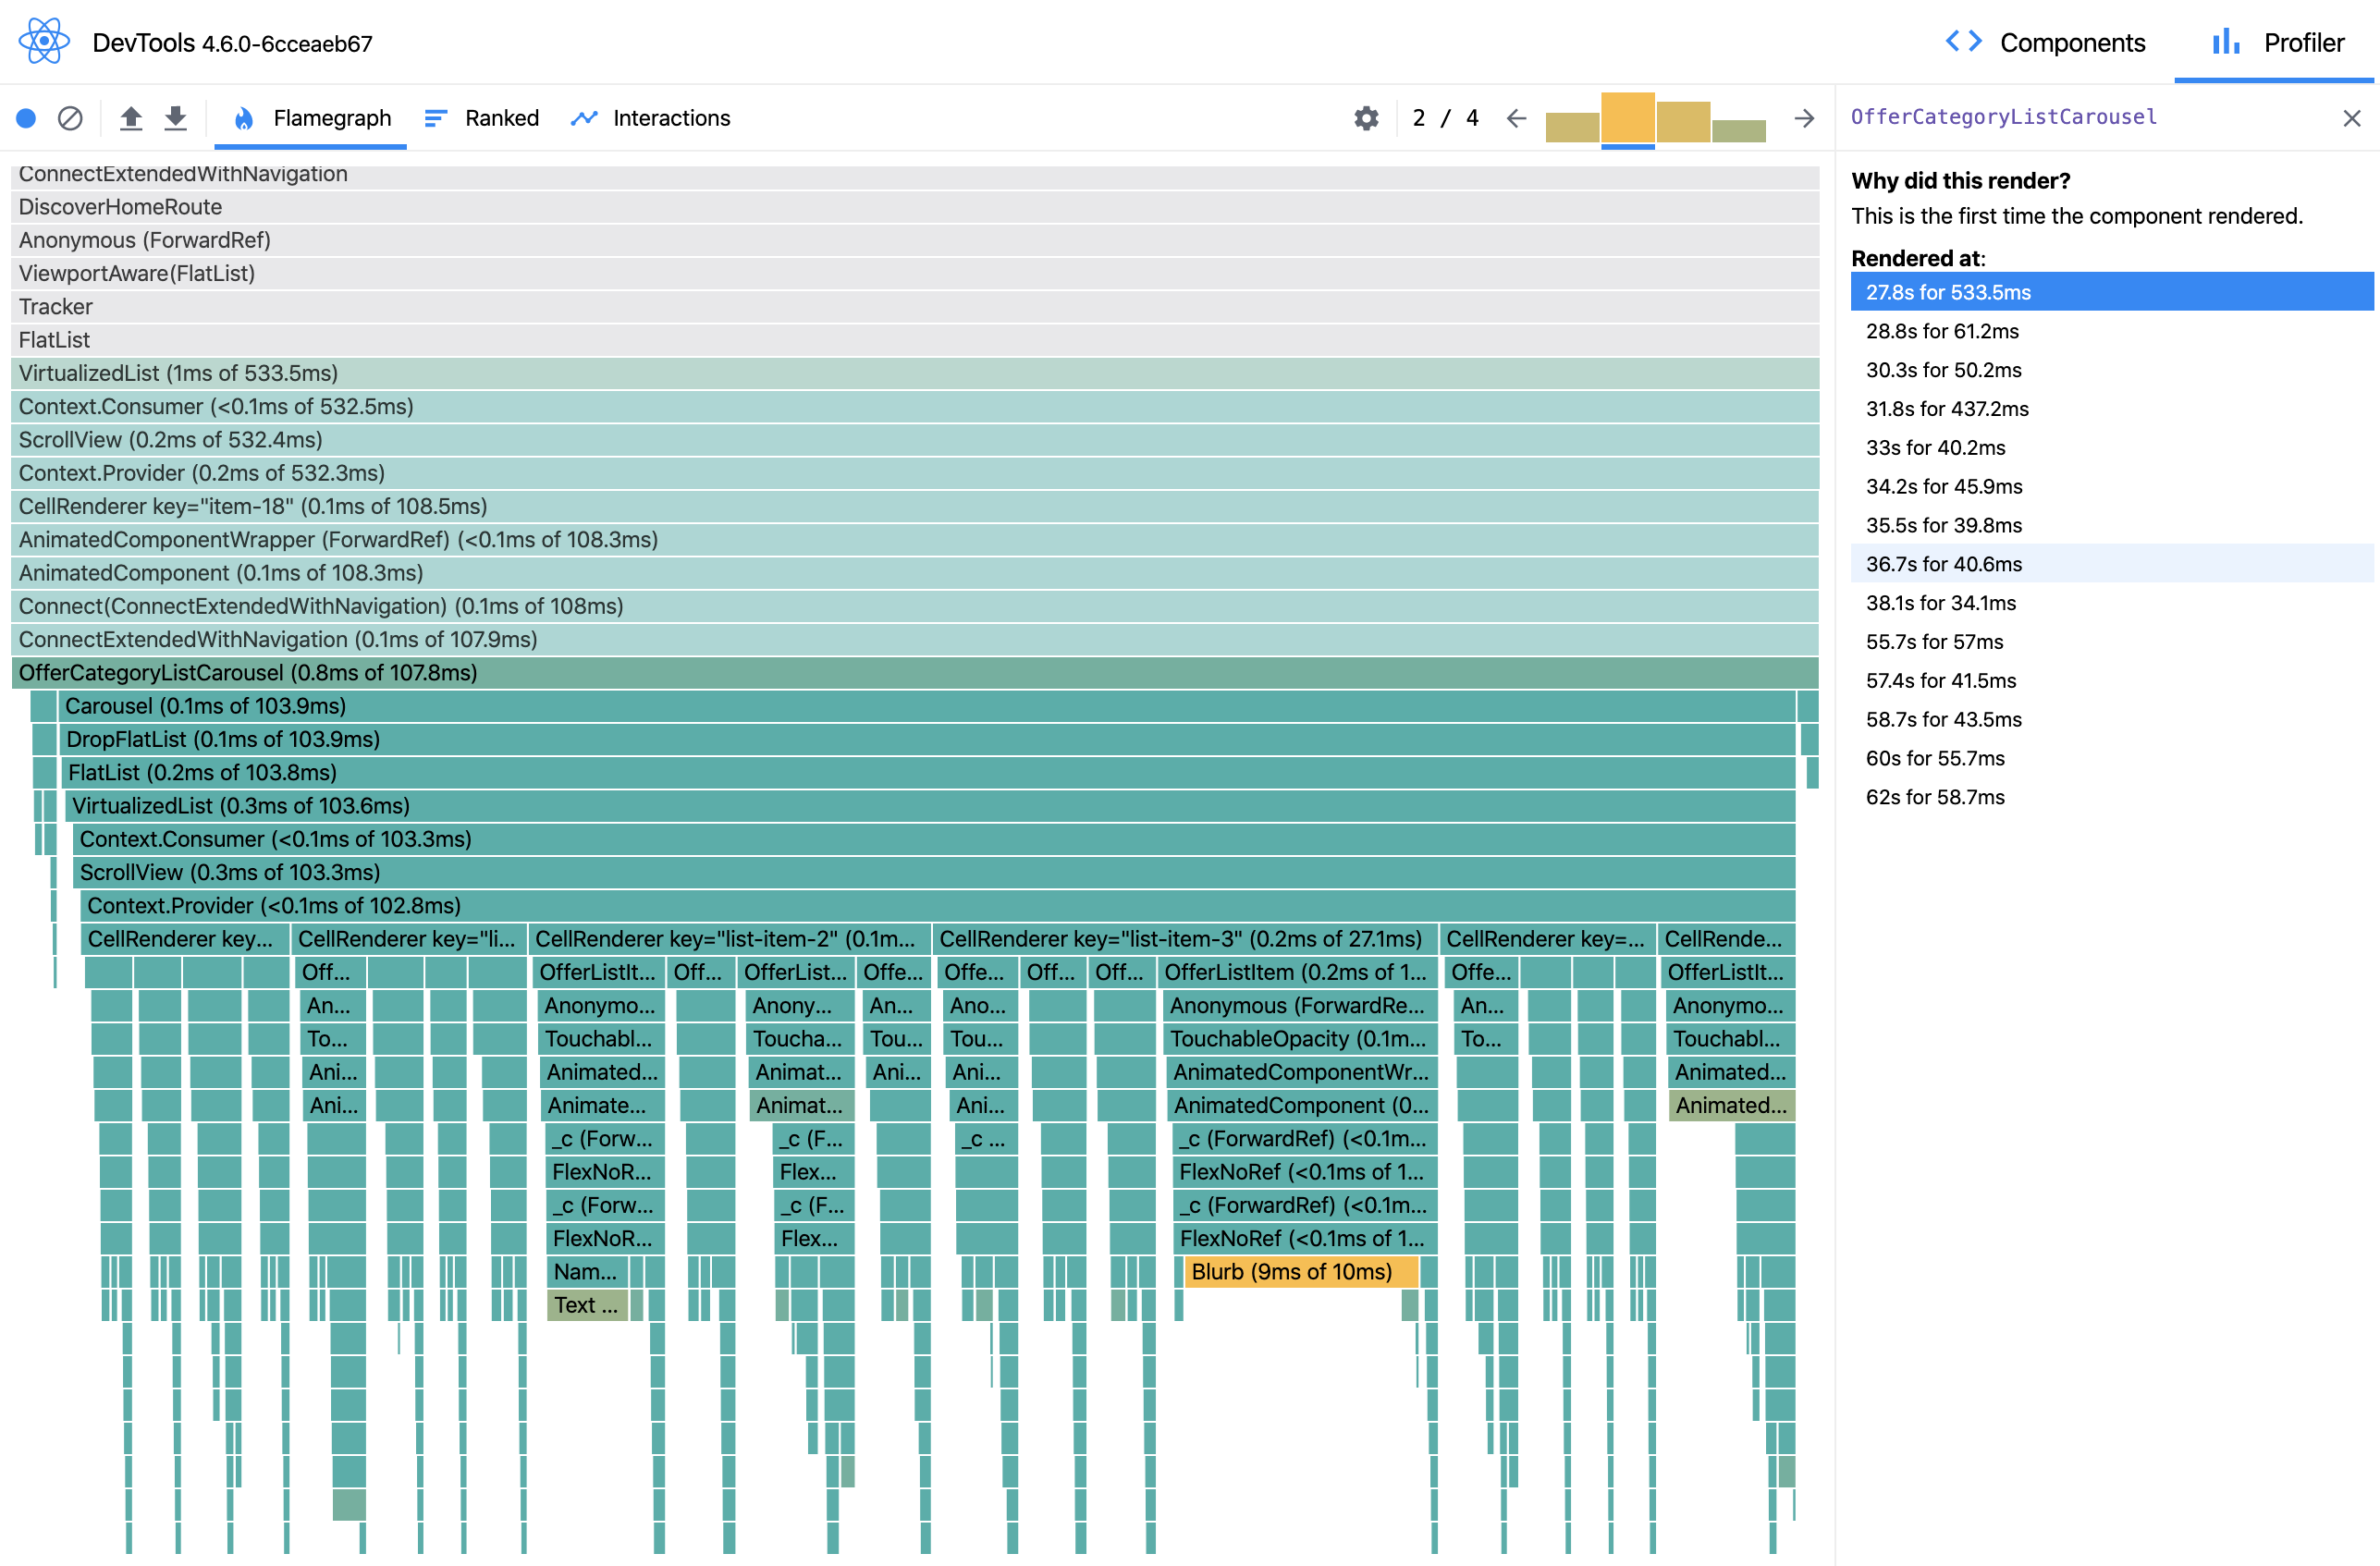 DevTools 4.6.0-6cceaeb67
Components
Profiler
Flamegraph
Ranked
Interactions
2 / 4
OfferCategoryListCarousel
ConnectExtendedWithNavigation
DiscoverHomeRoute
Anonymous (ForwardRef)
ViewportAware(FlatList)
Tracker
FlatList
VirtualizedList (1ms of 533.5ms)
Context.Consumer (<0.1ms of 532.5ms)
ScrollView (0.2ms of 532.4ms)
Context.Provider (0.2ms of 532.3ms)
CellRenderer key="item-18" (0.1ms of 108.5ms)
AnimatedComponentWrapper (ForwardRef) (<0.1ms of 108.3ms)
AnimatedComponent (0.1ms of 108.3ms)
Connect(ConnectExtendedWithNavigation) (0.1ms of 108ms)
ConnectExtendedWithNavigation (0.1ms of 107.9ms)
OfferCategoryListCarousel (0.8ms of 107.8ms)
Carousel (0.1ms of 103.9ms)
DropFlatList (0.1ms of 103.9ms)
FlatList (0.2ms of 103.8ms)
VirtualizedList (0.3ms of 103.6ms)
Context.Consumer (<0.1ms of 103.3ms)
ScrollView (0.3ms of 103.3ms)
Context.Provider (<0.1ms of 102.8ms)
CellRenderer key... CellRenderer key="li... CellRenderer key="list-item-2" (0.1m... CellRenderer key="list-item-3" (0.2ms of 27.1ms) CellRenderer key=... CellRende...
Off... OfferListIt... Off... OfferList... Offe... Offe... Off... Off... OfferListItem (0.2ms of 1... Offe... OfferListIt...
An... Anonymo... Anony... An... Ano... Anonymous (ForwardRe... An... Anonymo...
To... Touchabl... Toucha... Tou... Tou... TouchableOpacity (0.1m... To... Touchabl...
Ani... Animated... Animat... Ani... Ani... AnimatedComponentWr... Animated...
Ani... Animate... Animat... Ani... AnimatedComponent (0... Animated...
_c (Forw... _c (F... _c ... _c (ForwardRef) (<0.1m...
FlexNoR... Flex... FlexNoRef (<0.1ms of 1...
_c (Forw... _c (F... _c (ForwardRef) (<0.1m...
FlexNoR... Flex... FlexNoRef (<0.1ms of 1...
Nam... Blurb (9ms of 10ms)
Text ...
Why did this render?
This is the first time the component rendered.
Rendered at:
27.8s for 533.5ms
28.8s for 61.2ms
30.3s for 50.2ms
31.8s for 437.2ms
33s for 40.2ms
34.2s for 45.9ms
35.5s for 39.8ms
36.7s for 40.6ms
38.1s for 34.1ms
55.7s for 57ms
57.4s for 41.5ms
58.7s for 43.5ms
60s for 55.7ms
62s for 58.7ms